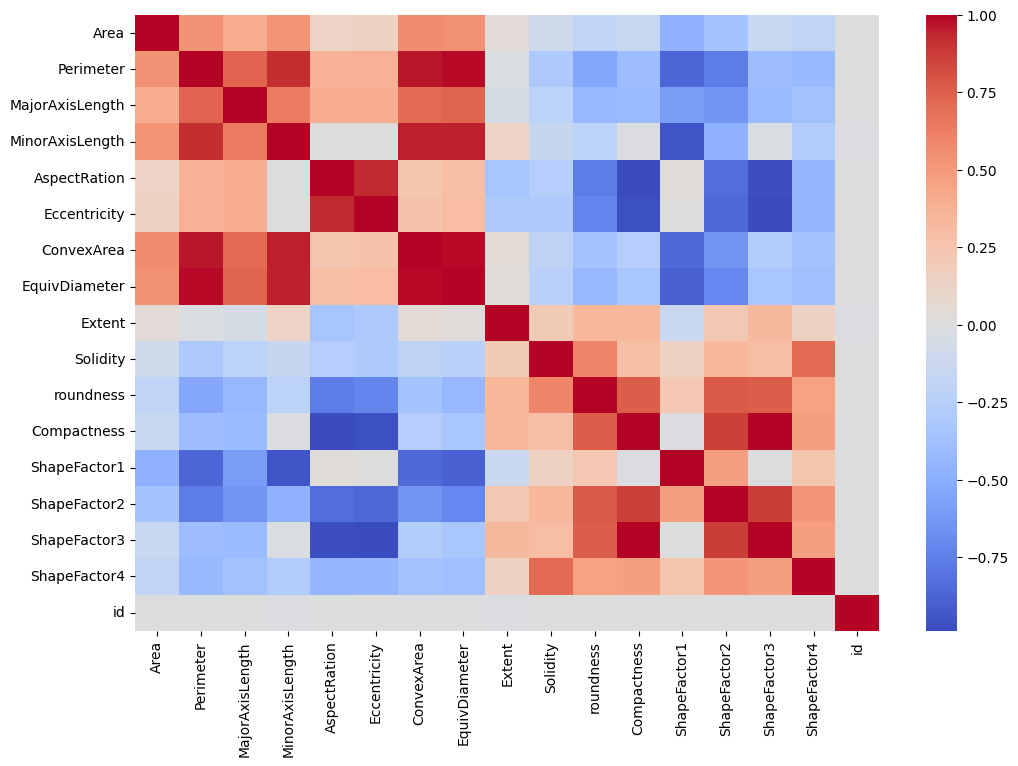 Area
Perimeter
MajorAxisLength
MinorAxisLength
AspectRation
Eccentricity
ConvexArea
EquivDiameter
Extent
Solidity
roundness
Compactness
ShapeFactor1
ShapeFactor2
ShapeFactor3
ShapeFactor4
id
Area
Perimeter
MajorAxisLength
MinorAxisLength
AspectRation
Eccentricity
ConvexArea
EquivDiameter
Extent
Solidity
roundness
Compactness
ShapeFactor1
ShapeFactor2
ShapeFactor3
ShapeFactor4
id
1.00
0.75
0.50
0.25
0.00
−0.25
−0.50
−0.75